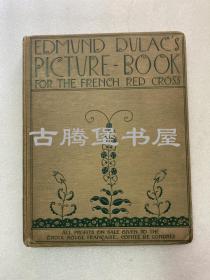 EDMUND DULAC'S
PICTURE-BOOK
FOR THE FRENCH RED CROSS
古腾堡书屋
ALL PROFITS ON SALE GIVEN TO THE
CROIX ROUGE FRANÇAISE, COMITÉ DE LONDRES